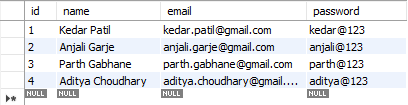 id name email password
1 Kedar Patil kedar.patil@gmail.com kedar@123
2 Anjali Garje anjali.garje@gmail.com anjali@123
3 Parth Gabhane parth.gabhane@gmail.com parth@123
4 Aditya Choudhary aditya.choudhary@gmail.... aditya@123
NULL NULL NULL NULL